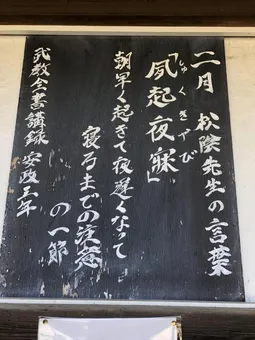 二月 松陰先生の言葉
「夙起夜寐」
しゅくきやび
朝早く起きて夜遅くなって
寝るまでの注意
武教全書講録 安政三年
の一節